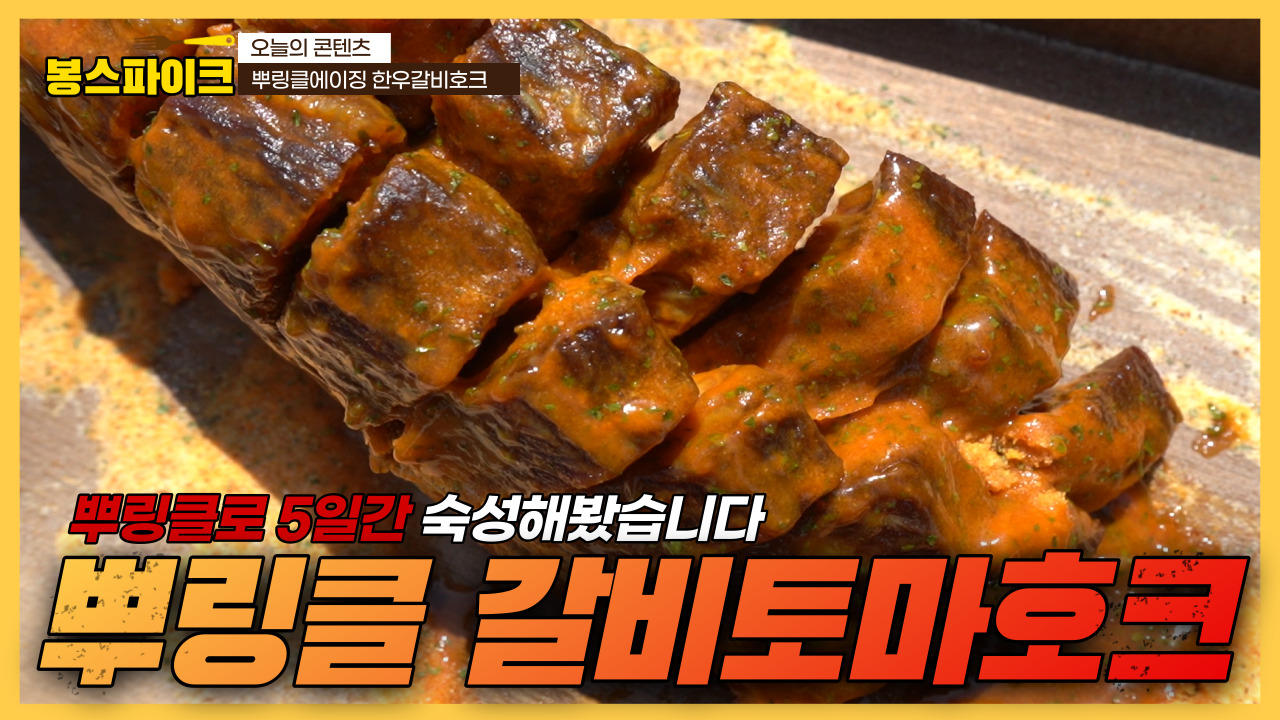 봉스파이크
오늘의 콘텐츠
뿌링클에이징 한우갈비호크
뿌링클로 5일간 숙성해봤습니다
뿌링클 갈비토마호크